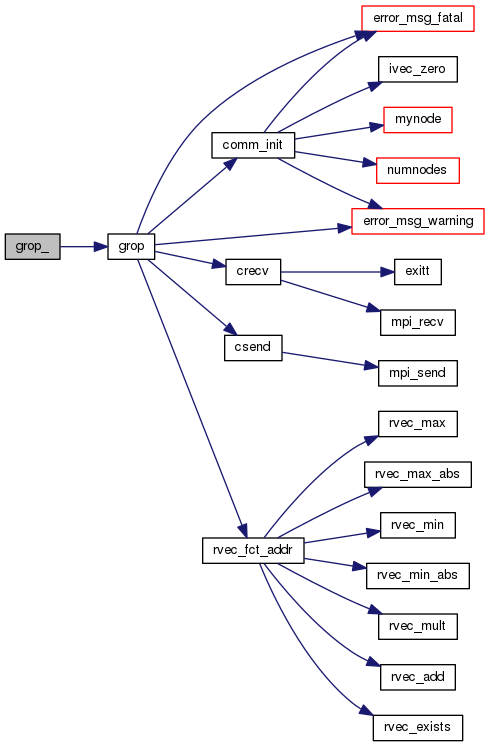 error_msg_fatal
ivec_zero
mynode
comm_init
numnodes
error_msg_warning
grop_
grop
crecv
exitt
mpi_recv
csend
mpi_send
rvec_max
rvec_max_abs
rvec_min
rvec_fct_addr
rvec_min_abs
rvec_mult
rvec_add
rvec_exists